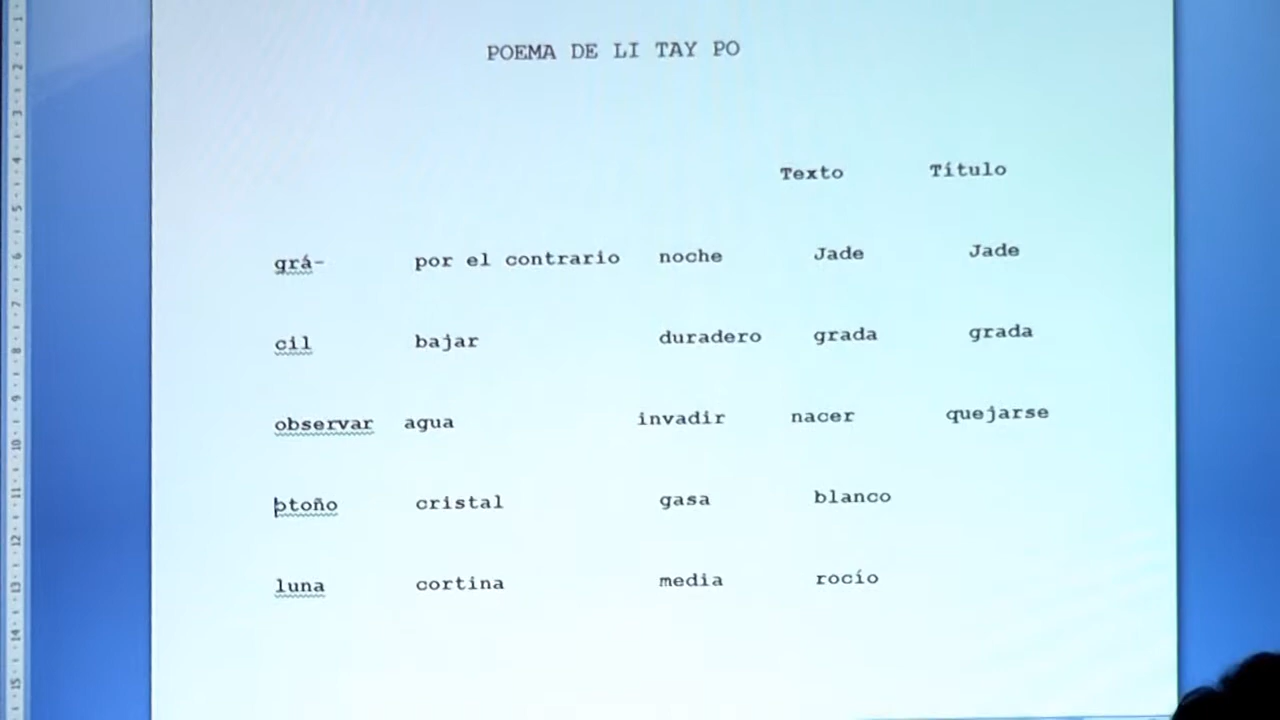 POEMA DE LI TAY PO
Texto Título
grá- por el contrario noche Jade Jade
cil bajar duradero grada grada
observar agua invadir nacer quejarse
otoño cristal gasa blanco
luna cortina media rocío